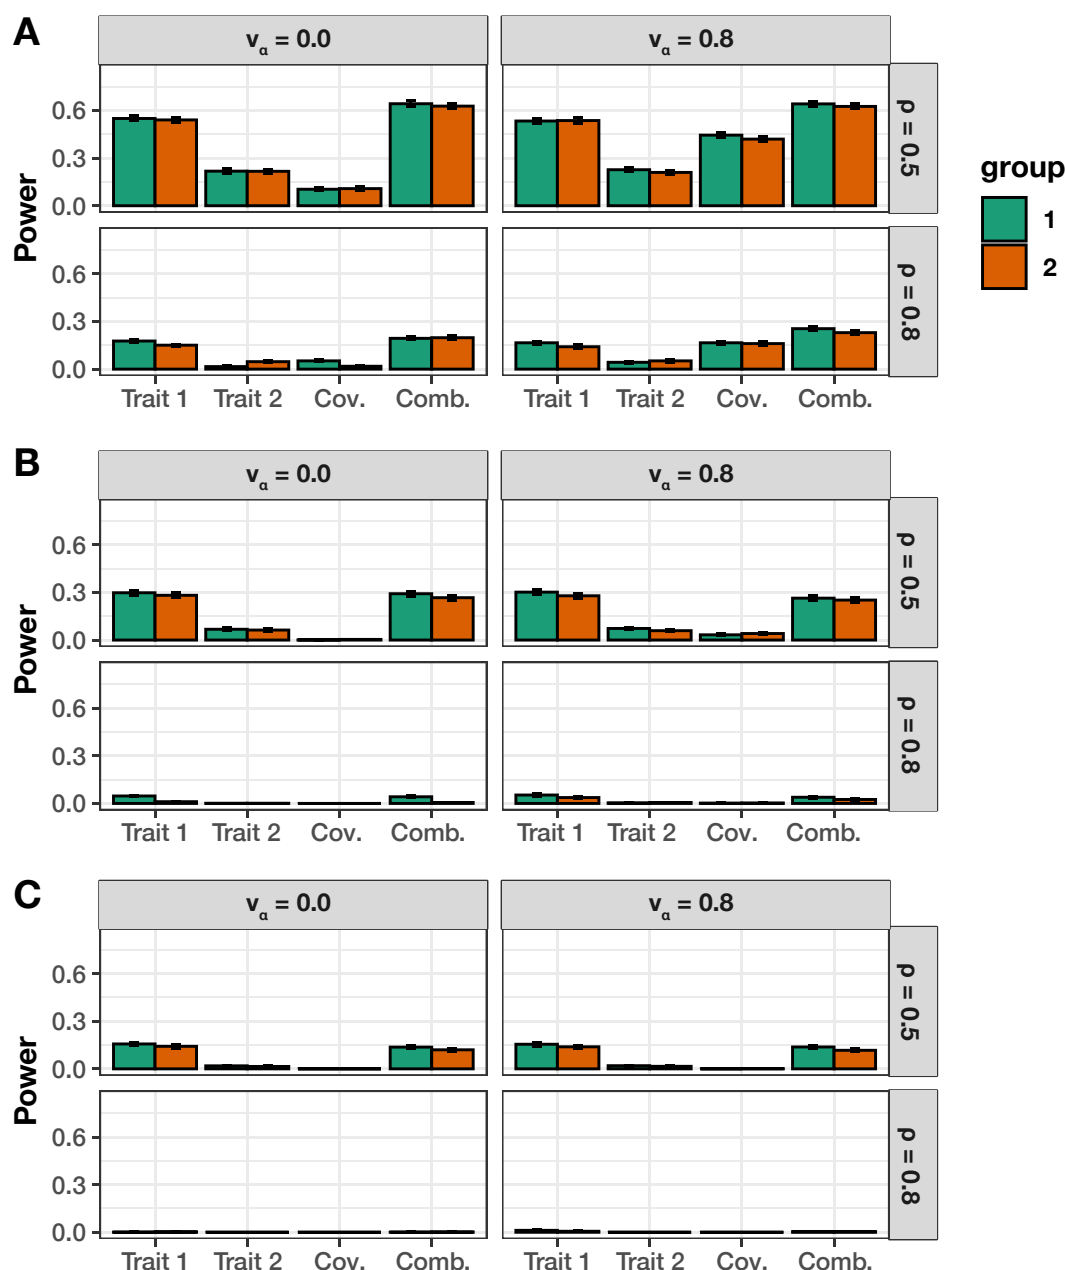 A
vα = 0.0
vα = 0.8
Power
0.6
0.3
0.0
ρ = 0.5
0.6
0.3
0.0
ρ = 0.8
Trait 1 Trait 2 Cov. Comb.
Trait 1 Trait 2 Cov. Comb.
group
1
2
B
vα = 0.0
vα = 0.8
Power
0.6
0.3
0.0
ρ = 0.5
0.6
0.3
0.0
ρ = 0.8
Trait 1 Trait 2 Cov. Comb.
Trait 1 Trait 2 Cov. Comb.
C
vα = 0.0
vα = 0.8
Power
0.6
0.3
0.0
ρ = 0.5
0.6
0.3
0.0
ρ = 0.8
Trait 1 Trait 2 Cov. Comb.
Trait 1 Trait 2 Cov. Comb.